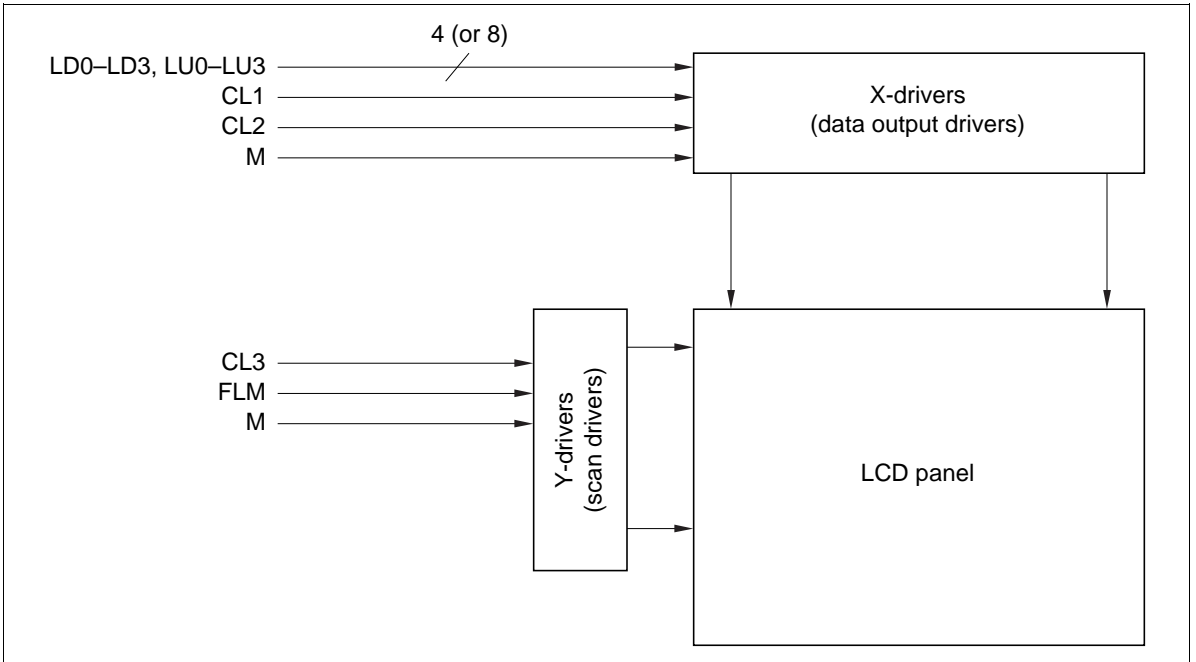 4 (or 8)
LD0–LD3, LU0–LU3
CL1
CL2
M
X-drivers
(data output drivers)
CL3
FLM
M
Y-drivers
(scan drivers)
LCD panel